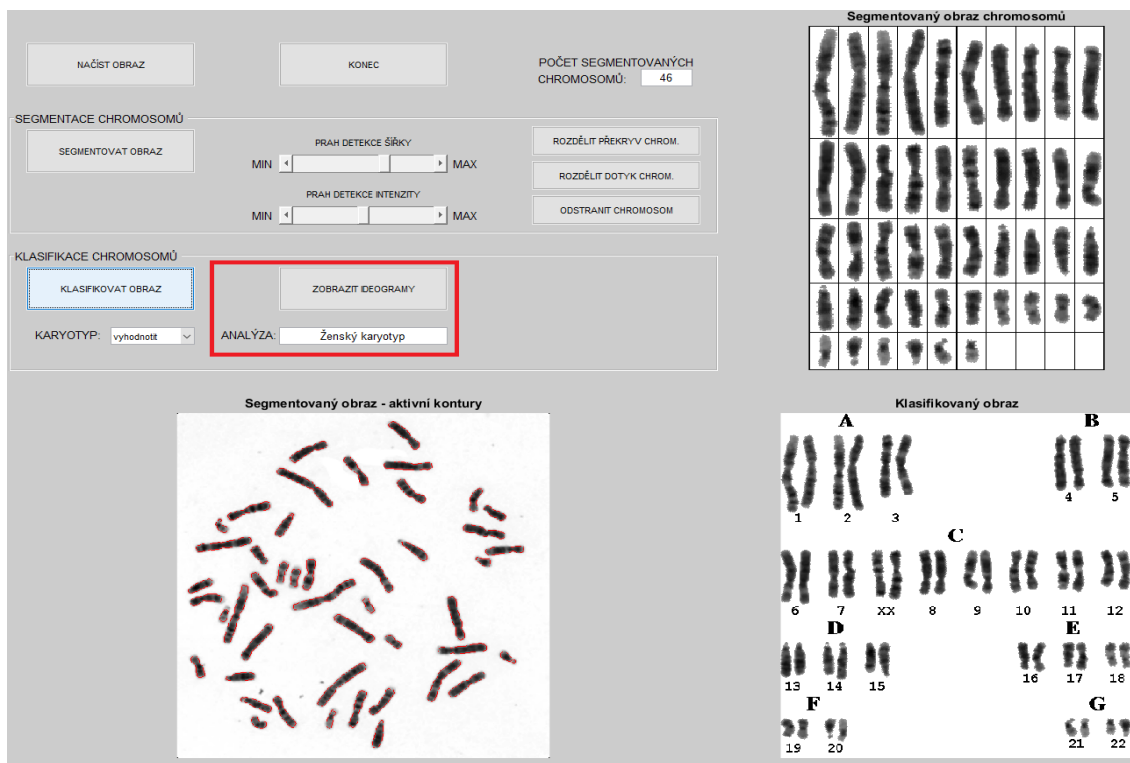 Segmentovaný obraz chromosomů
NAČÍST OBRAZ
KONEC
POČET SEGMENTOVANÝCH
CHROMOSOMŮ: 46
SEGMENTACE CHROMOSOMŮ
SEGMENTOVAT OBRAZ
PRAH DETEKCE ŠÍŘKY
MIN MAX
PRAH DETEKCE INTENZITY
MIN MAX
ROZDĚLIT PŘEKRYV CHROM.
ROZDĚLIT DOTYK CHROM.
ODSTRANIT CHROMOSOM
KLASIFIKACE CHROMOSOMŮ
KLASIFIKOVAT OBRAZ
ZOBRAZIT IDEOGRAMY
KARYOTYP: vyhodnotit
ANALÝZA: Ženský karyotyp
Segmentovaný obraz - aktivní kontury
Klasifikovaný obraz
A B
1 2 3 4 5
C
6 7 XX 8 9 10 11 12
D E
13 14 15 16 17 18
F G
19 20 21 22